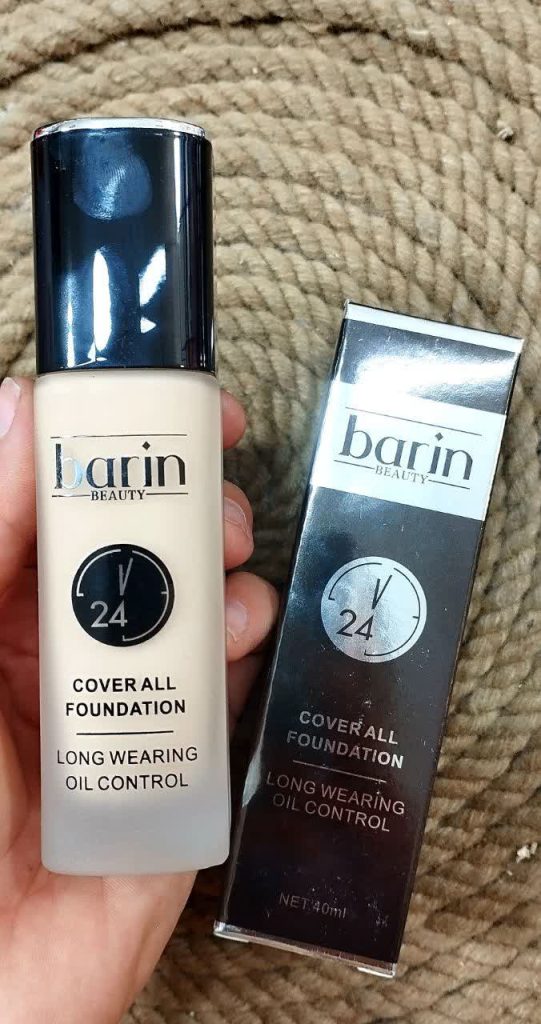 barin
BEAUTY
24
COVER ALL
FOUNDATION
LONG WEARING
OIL CONTROL
barin
BEAUTY
24
COVER ALL
FOUNDATION
LONG WEARING
OIL CONTROL
NET 40ml